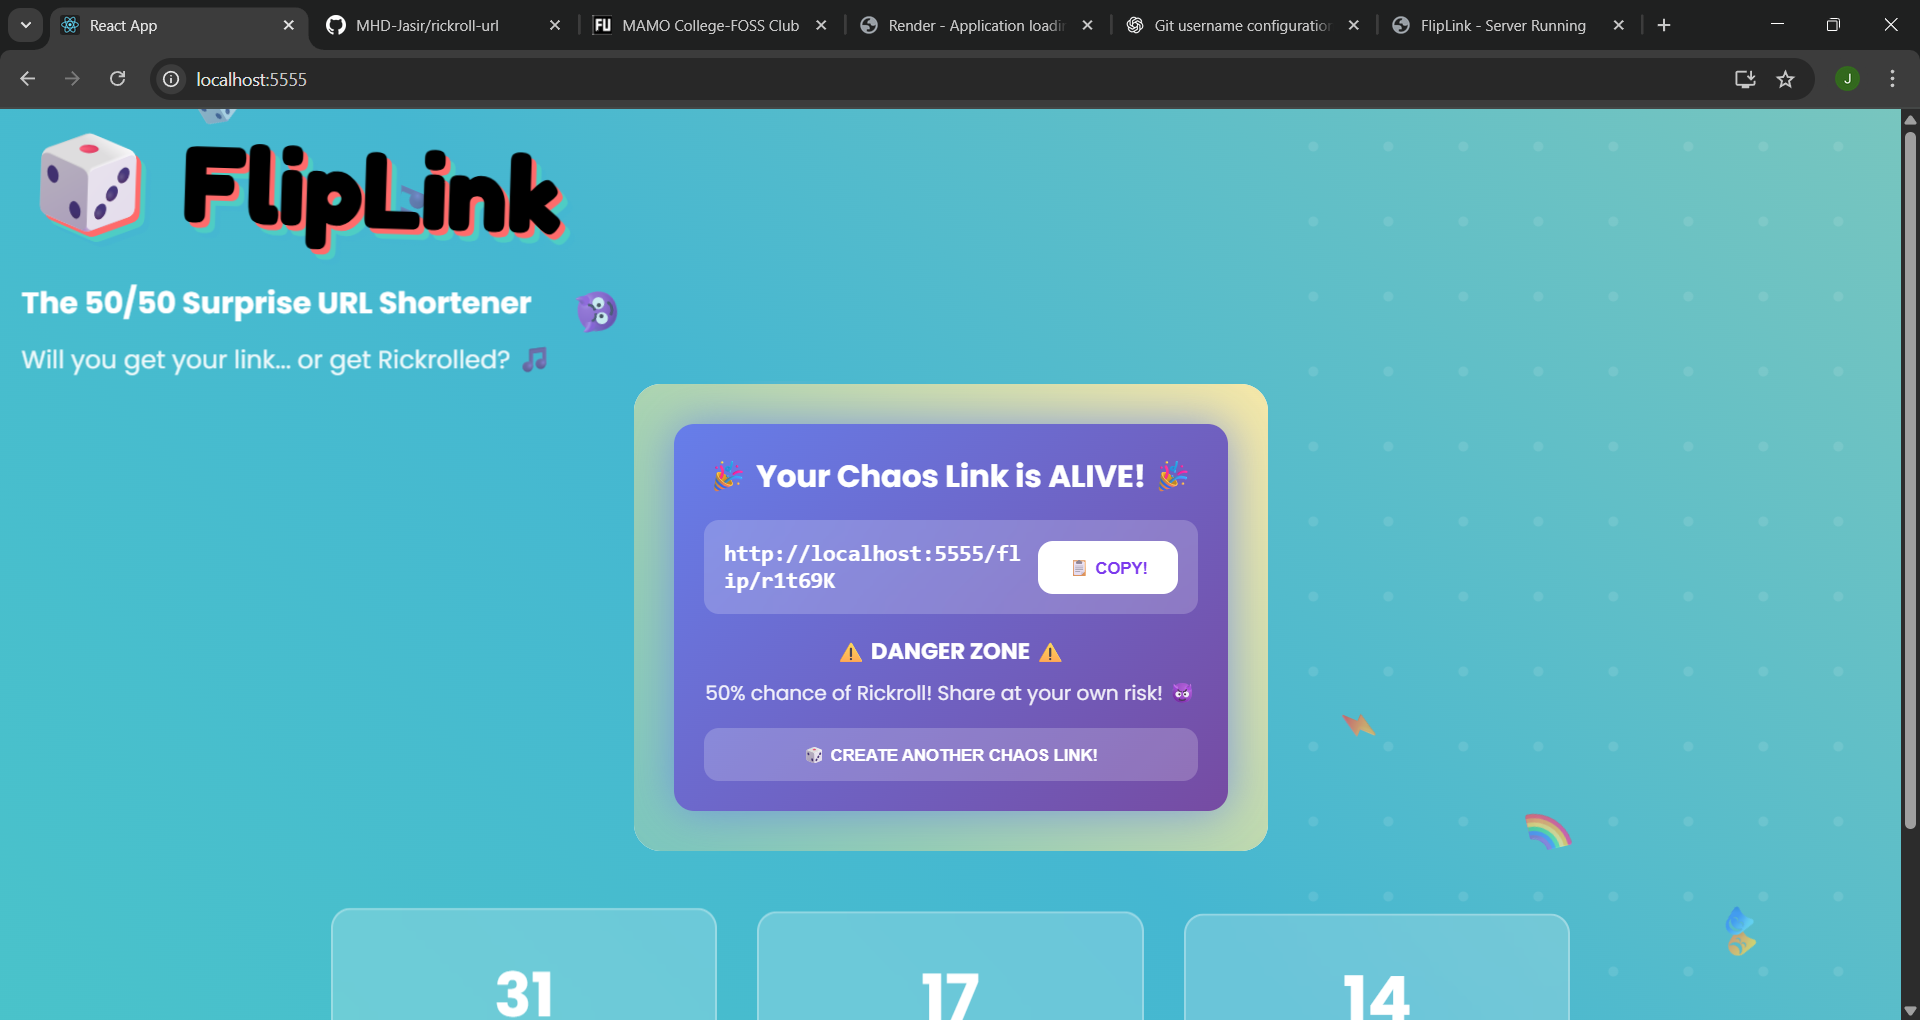 React App
MHD-Jasir/rickroll-url
MAMO College-FOSS Club
Render - Application loadi
Git username configuration
FlipLink - Server Running
localhost:5555
J
FlipLink
The 50/50 Surprise URL Shortener
Will you get your link... or get Rickrolled? 🎵
🎉 Your Chaos Link is ALIVE! 🎉
http://localhost:5555/fl
ip/r1t69K
📋 COPY!
⚠️ DANGER ZONE ⚠️
50% chance of Rickroll! Share at your own risk! 😈
🎲 CREATE ANOTHER CHAOS LINK!
31
17
14